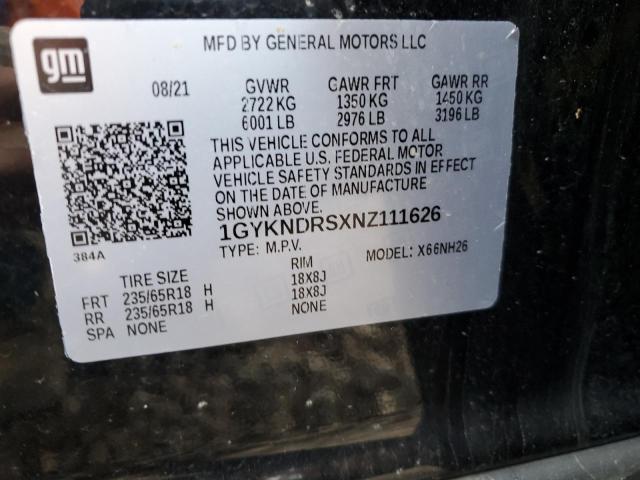 gm
MFD BY GENERAL MOTORS LLC
08/21 GVWR GAWR FRT GAWR RR
2722 KG 1350 KG 1450 KG
6001 LB 2976 LB 3196 LB
THIS VEHICLE CONFORMS TO ALL
APPLICABLE U.S. FEDERAL MOTOR
VEHICLE SAFETY STANDARDS IN EFFECT
ON THE DATE OF MANUFACTURE
SHOWN ABOVE.
384A
1GYKNDRSXNZ111626
TYPE: M.P.V. MODEL: X66NH26
TIRE SIZE RIM
FRT 235/65R18 H 18X8J
RR 235/65R18 H 18X8J
SPA NONE NONE